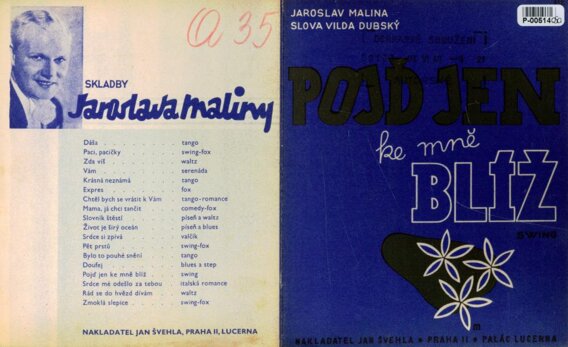 a 35
SKLADBY
Jaroslava Maliny
Dáša . . . . . . . . . tango
Paci, pacičky . . . . . . . swing-fox
Zda víš . . . . . . . . waltz
Vám . . . . . . . . . serenáda
Krásná neznámá . . . . . . tango
Expres . . . . . . . . . fox
Chtěl bych se vrátit k Vám . . tango-romance
Mama, já chci tančit . . . . comedy-fox
Slovník štěstí . . . . . . . píseň a waltz
Život je širý oceán . . . . . píseň a blues
Srdce si zpívá . . . . . . valčík
Pět prstů . . . . . . . . swing-fox
Bylo to pouhé snění . . . . . tango
Doufej . . . . . . . . . blues a step
Pojď jen ke mně blíž . . . . swing
Srdce mé odešlo za tebou . . . italská romance
Rád se do hvězd dívám . . . waltz
Zmoklá slepice . . . . . . swing-fox
NAKLADATEL JAN ŠVEHLA, PRAHA II, LUCERNA
JAROSLAV MALINA
SLOVA VILDA DUBSKÝ
P-00514
POJĎ JEN
ke mně
BLÍŽ
SWING
m
NAKLADATEL JAN ŠVEHLA • PRAHA II • PALÁC LUCERNA